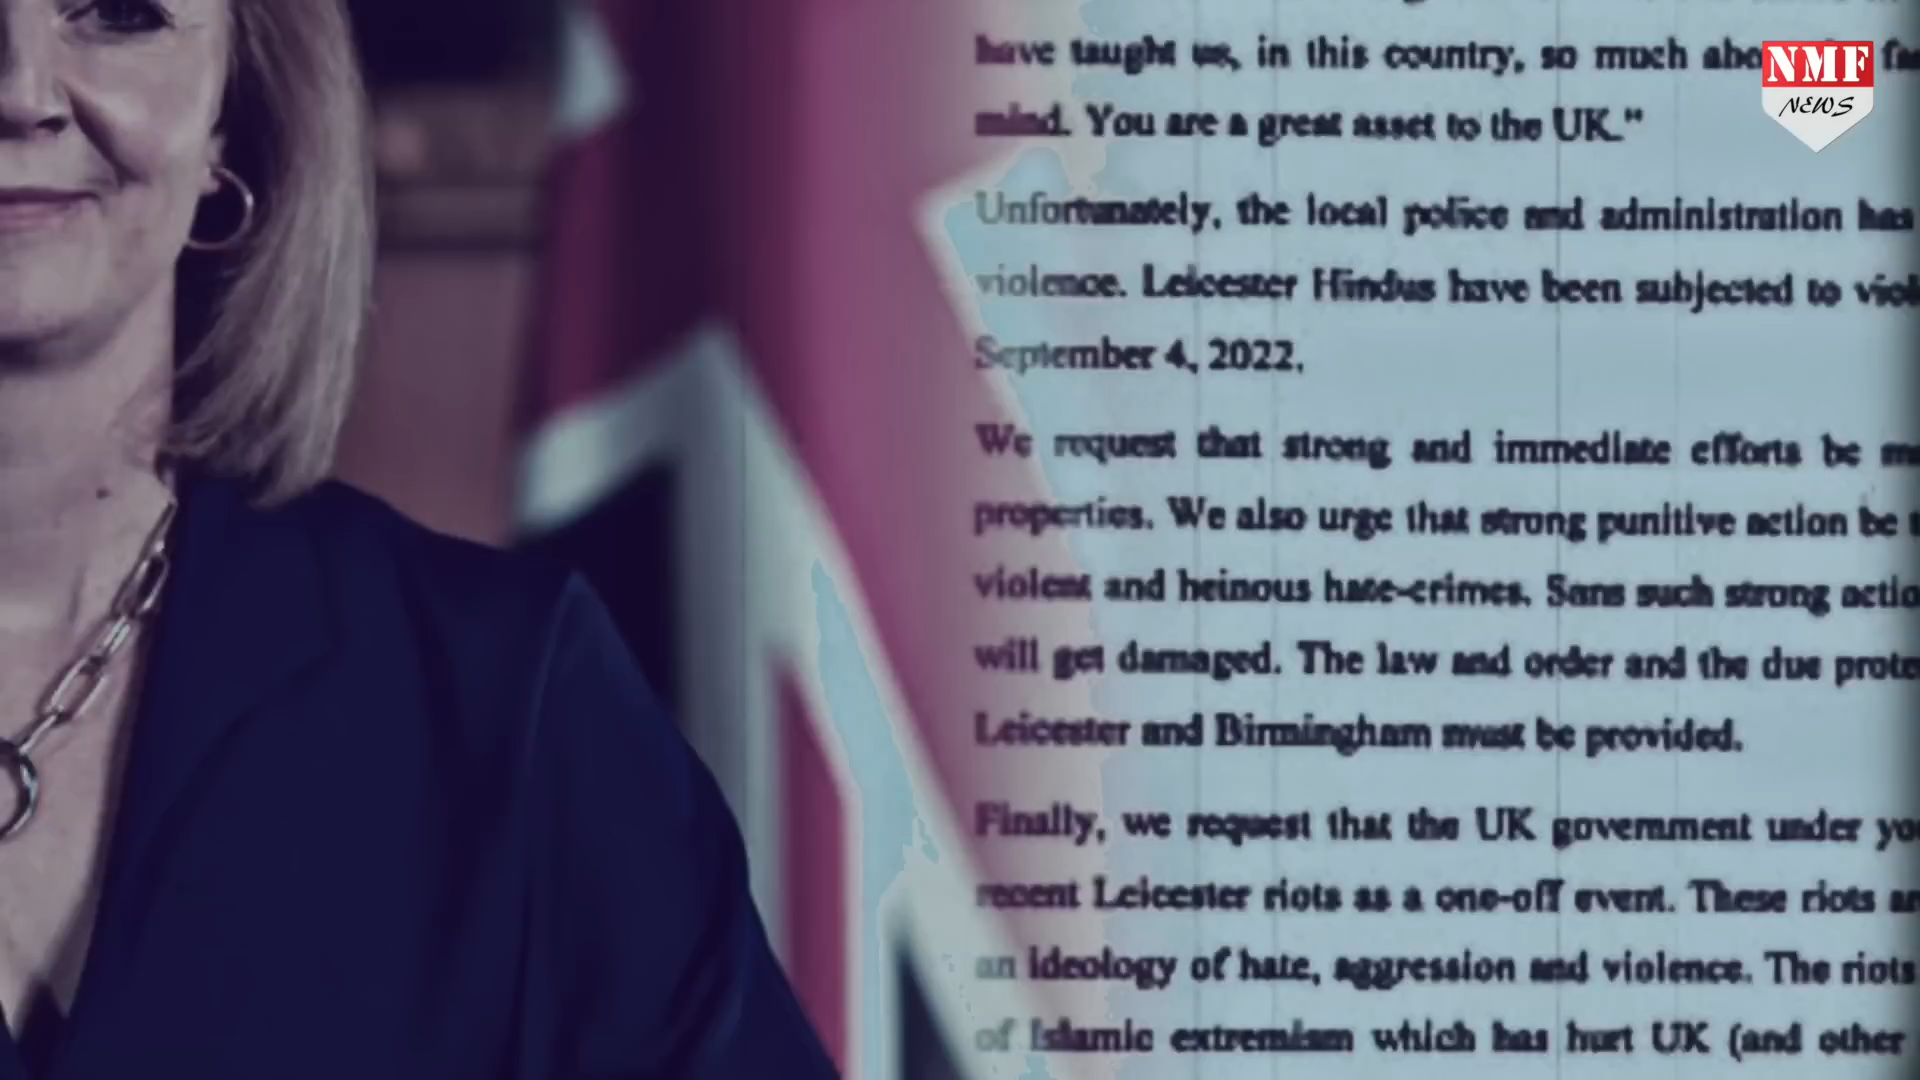 have taught us, in this country, so much
mind. You are a great asset to the UK."
Unfortunately, the local police and administration has
violence. Leicester Hindus have been subjected to
September 4, 2022.
We request that strong and immediate efforts be
properties. We also urge that strong punitive action be
violent and heinous hate-crimes. Sans such strong
will get damaged. The law and order and the due
Leicester and Birmingham must be provided.
Finally, we request that the UK government under
recent Leicester riots as a one-off event. These riots
an ideology of hate, aggression and violence. The riots
of Islamic extremism which has hurt UK (and other
NMF
NEWS